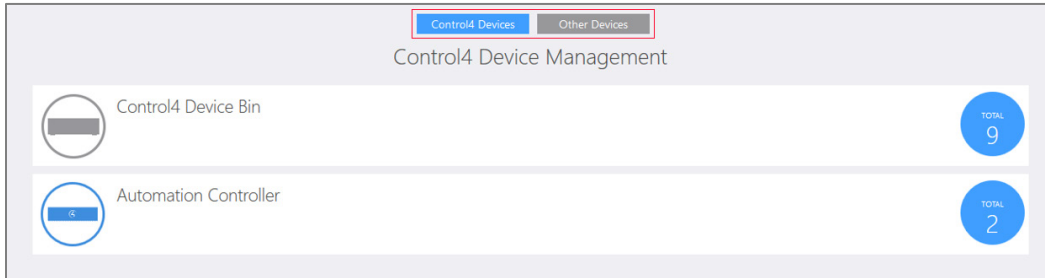 Control4 Devices Other Devices
Control4 Device Management
Control4 Device Bin
TOTAL
9
Automation Controller
TOTAL
2